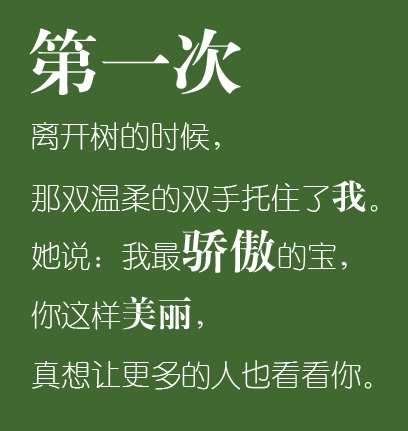 第一次
离开树的时候，
那双温柔的双手托住了我。
她说：我最骄傲的宝，
你这样美丽，
真想让更多的人也看看你。